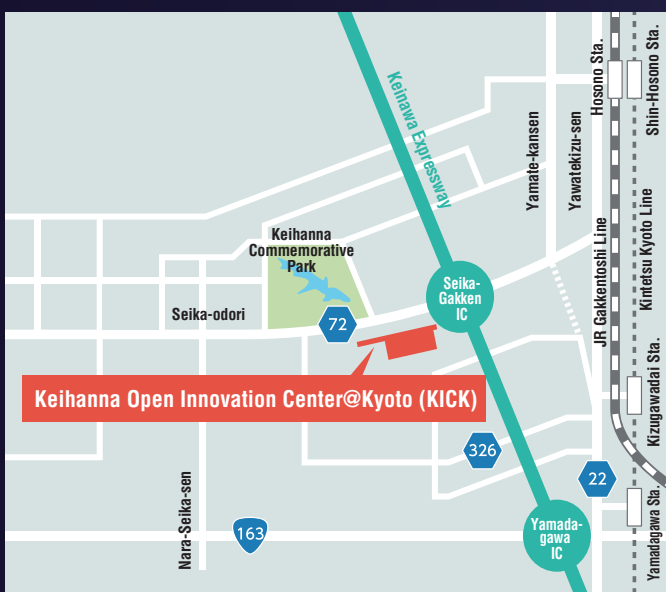 Hosono Sta.
Shin-Hosono Sta.
Keinawa Expressway
Yamate-kansen
Yawatekizu-sen
Keihanna
Commemorative
Park
JR Gakkentoshi Line
Kintetsu Kyoto Line
Seika-
Gakken
IC
Seika-odori
72
Keihanna Open Innovation Center@Kyoto (KICK)
Kizugawadai Sta.
326
22
Nara-Seika-sen
163
Yamada-
gawa
IC
Yamadagawa Sta.